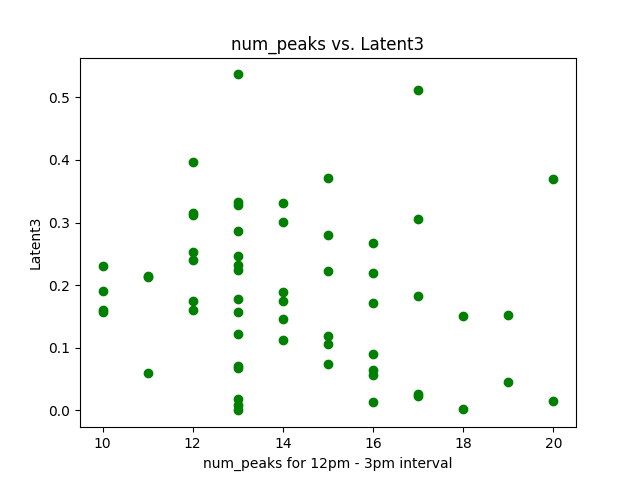 num_peaks vs. Latent3
0.5
0.4
0.3
0.2
0.1
0.0
Latent3
10 12 14 16 18 20
num_peaks for 12pm - 3pm interval